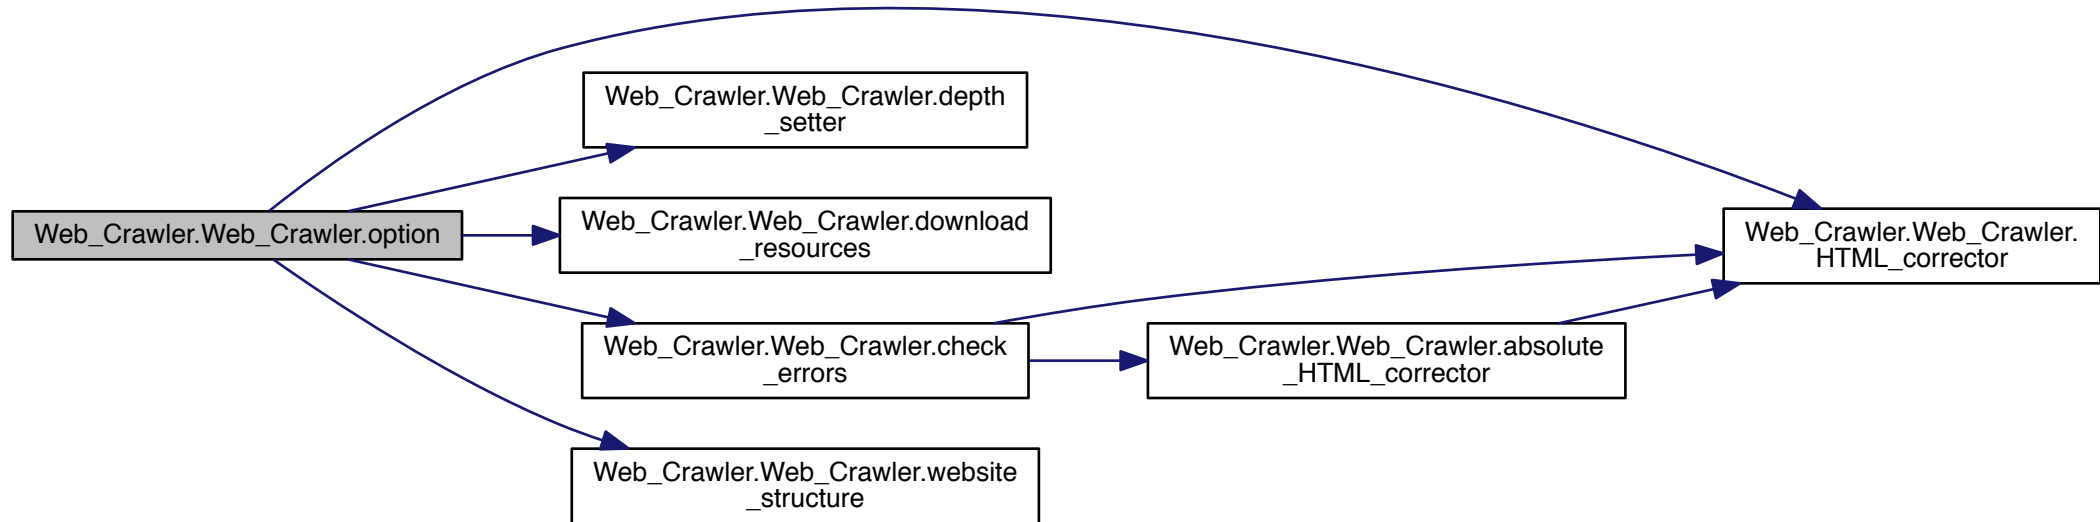 Web_Crawler.Web_Crawler.option
Web_Crawler.Web_Crawler.depth
_setter
Web_Crawler.Web_Crawler.download
_resources
Web_Crawler.Web_Crawler.check
_errors
Web_Crawler.Web_Crawler.website
_structure
Web_Crawler.Web_Crawler.absolute
_HTML_corrector
Web_Crawler.Web_Crawler.
HTML_corrector